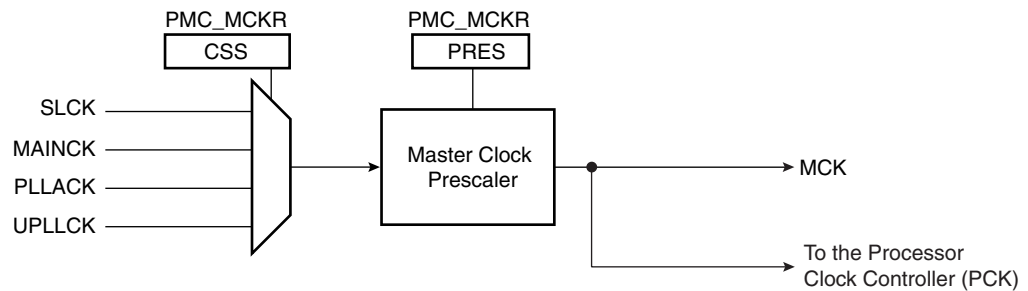 PMC_MCKR
PMC_MCKR
CSS
PRES
SLCK
MAINCK
PLLACK
UPLLCK
Master Clock
Prescaler
MCK
To the Processor
Clock Controller (PCK)